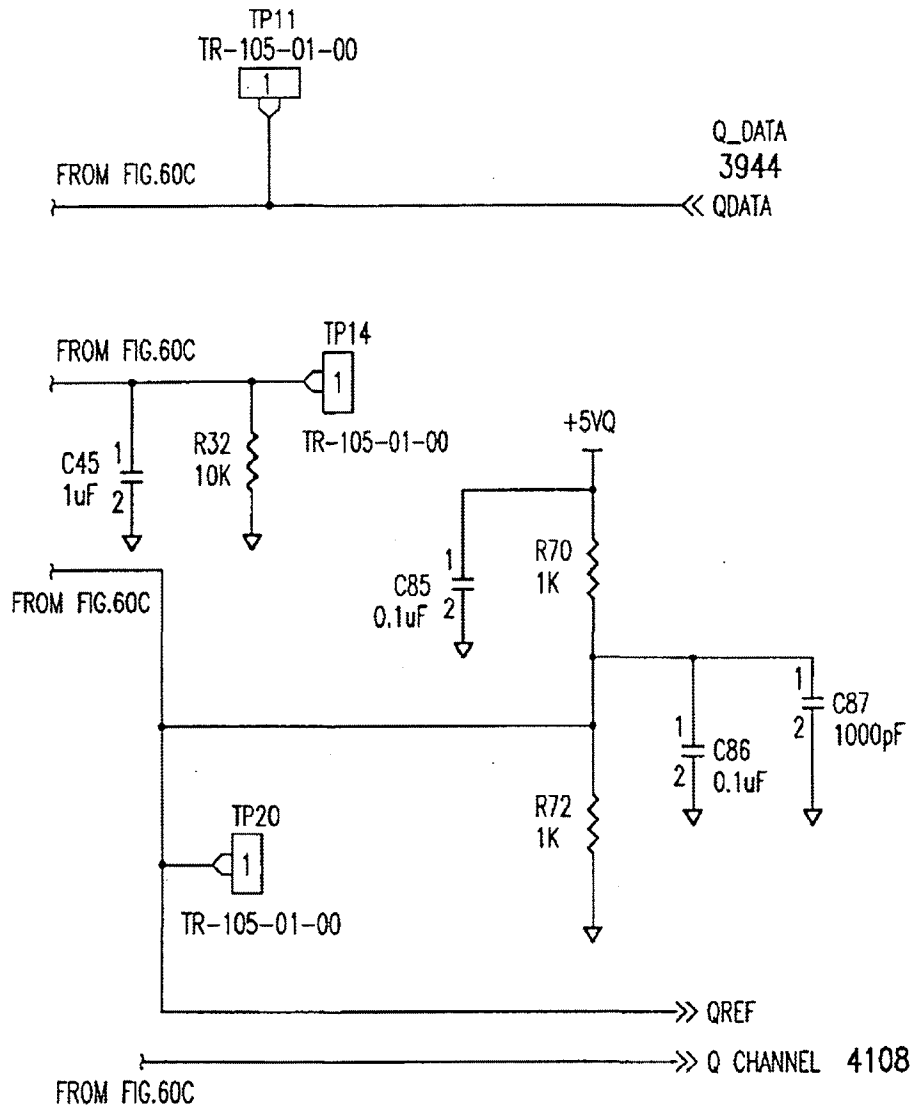 TP11
TR-105-01-00
1
Q_DATA
3944
FROM FIG.60C
QDATA
TP14
FROM FIG.60C
1
TR-105-01-00
+5VQ
C45
1uF
1
2
R32
10K
R70
1K
C85
0.1uF
1
2
FROM FIG.60C
C87
1000pF
1
2
C86
0.1uF
1
2
R72
1K
TP20
1
TR-105-01-00
QREF
Q CHANNEL 4108
FROM FIG.60C